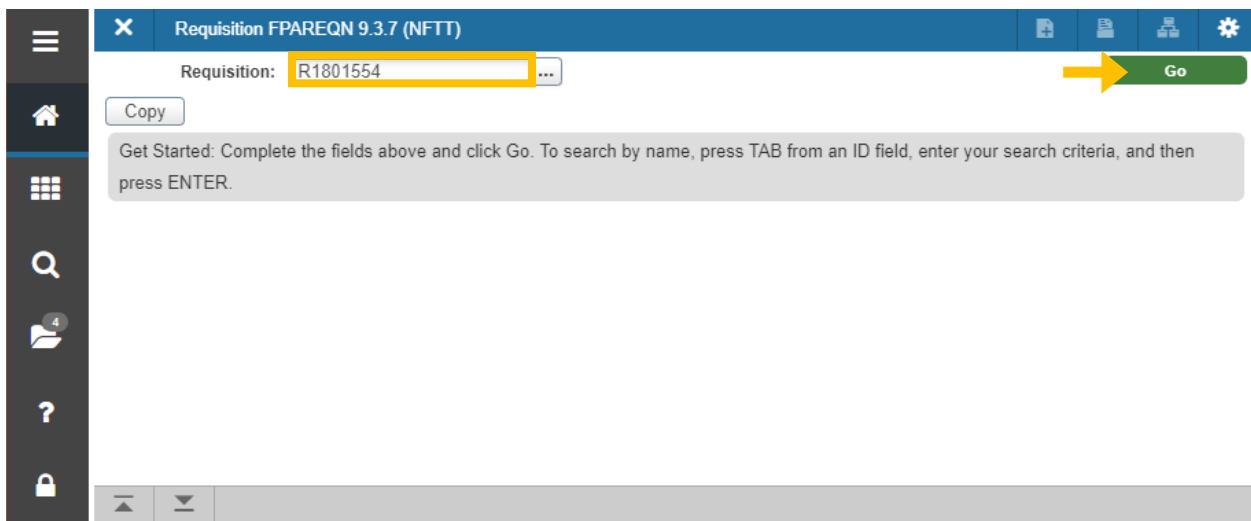 Requisition FPAREQN 9.3.7 (NFTT)
Requisition: R1801554 ...
Go
Copy
Get Started: Complete the fields above and click Go. To search by name, press TAB from an ID field, enter your search criteria, and then
press ENTER.
4
?